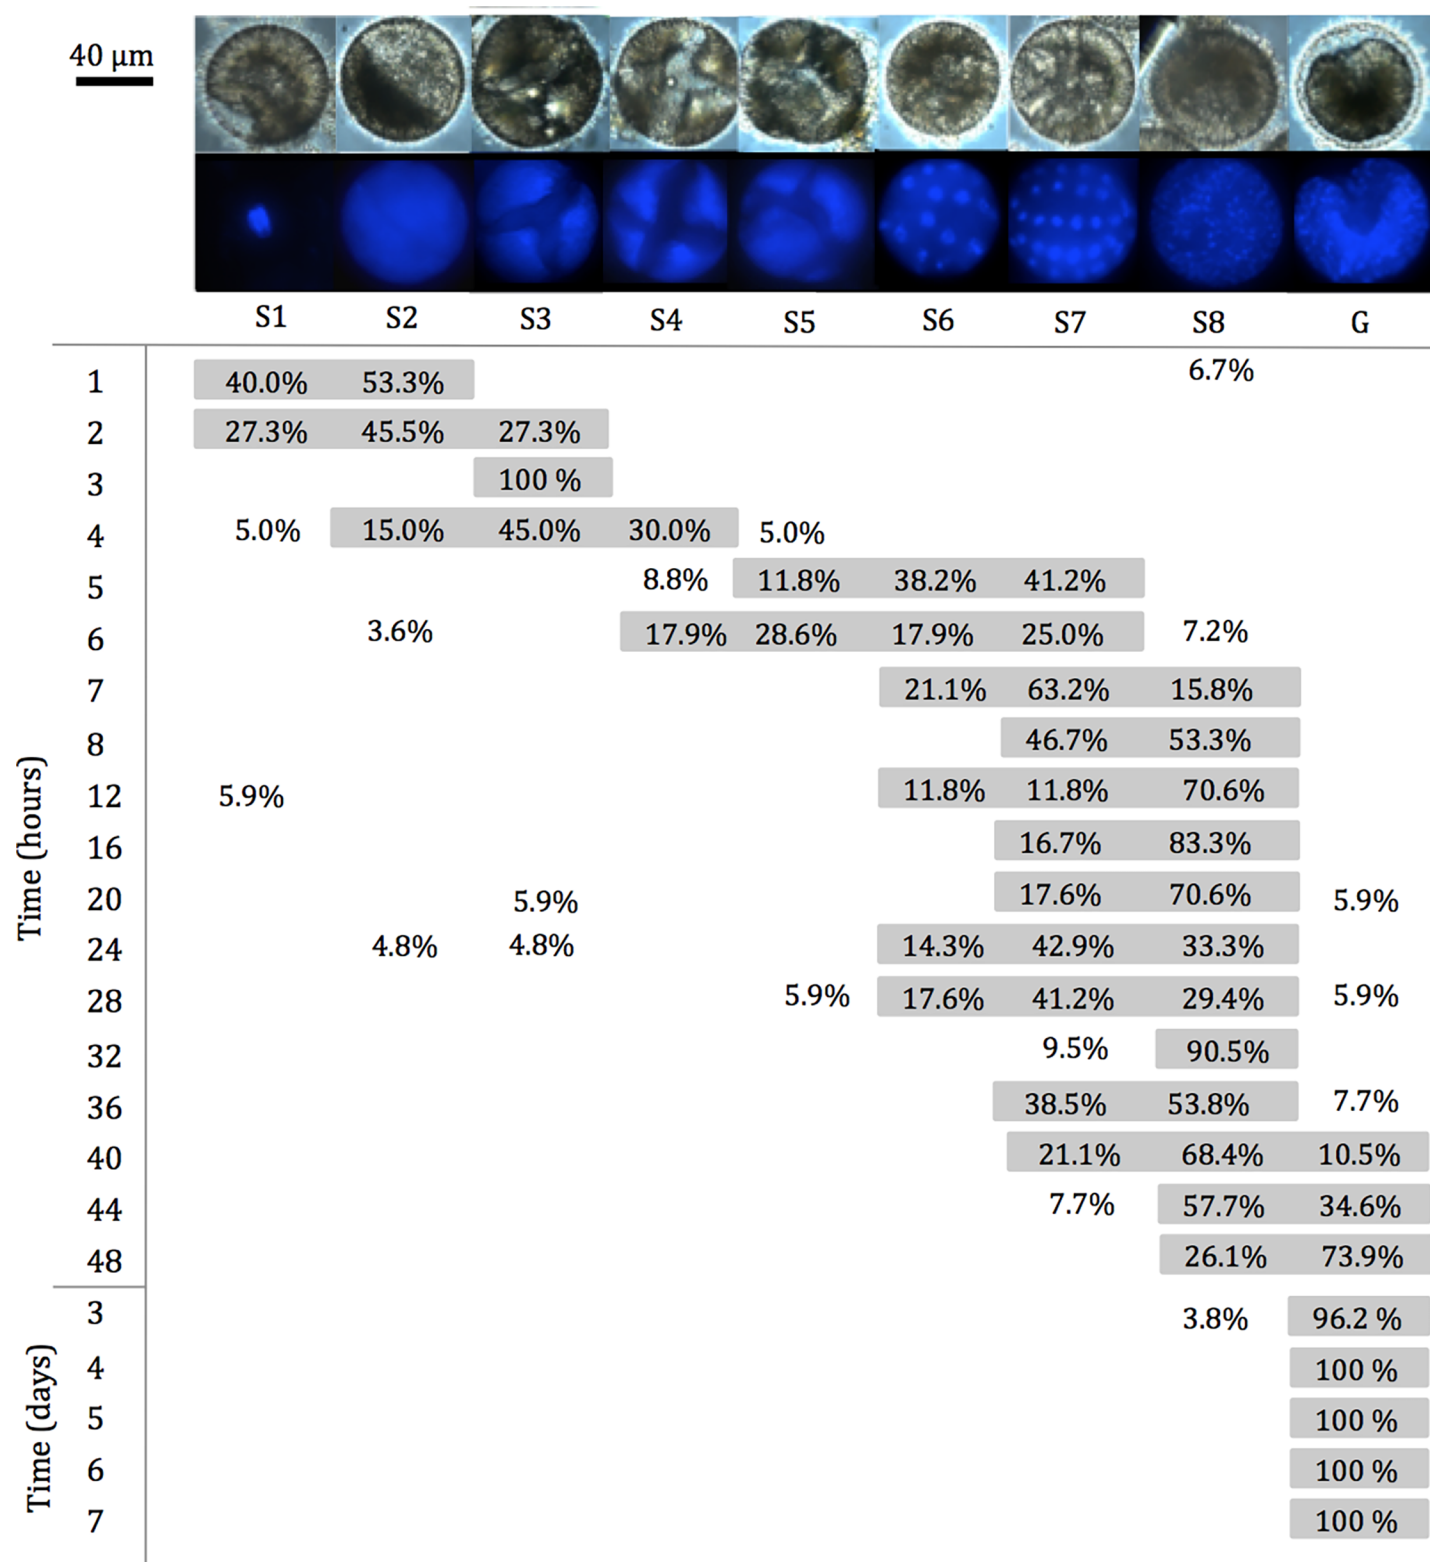 40 µm
S1 S2 S3 S4 S5 S6 S7 S8 G
1 40.0% 53.3% 6.7%
2 27.3% 45.5% 27.3%
3 100 %
4 5.0% 15.0% 45.0% 30.0% 5.0%
5 8.8% 11.8% 38.2% 41.2%
6 3.6% 17.9% 28.6% 17.9% 25.0% 7.2%
7 21.1% 63.2% 15.8%
8 46.7% 53.3%
12 5.9% 11.8% 11.8% 70.6%
16 16.7% 83.3%
20 5.9% 17.6% 70.6% 5.9%
24 4.8% 4.8% 14.3% 42.9% 33.3%
28 5.9% 17.6% 41.2% 29.4% 5.9%
32 9.5% 90.5%
36 38.5% 53.8% 7.7%
40 21.1% 68.4% 10.5%
44 7.7% 57.7% 34.6%
48 26.1% 73.9%
Time (hours)
3 3.8% 96.2 %
4 100 %
5 100 %
6 100 %
7 100 %
Time (days)